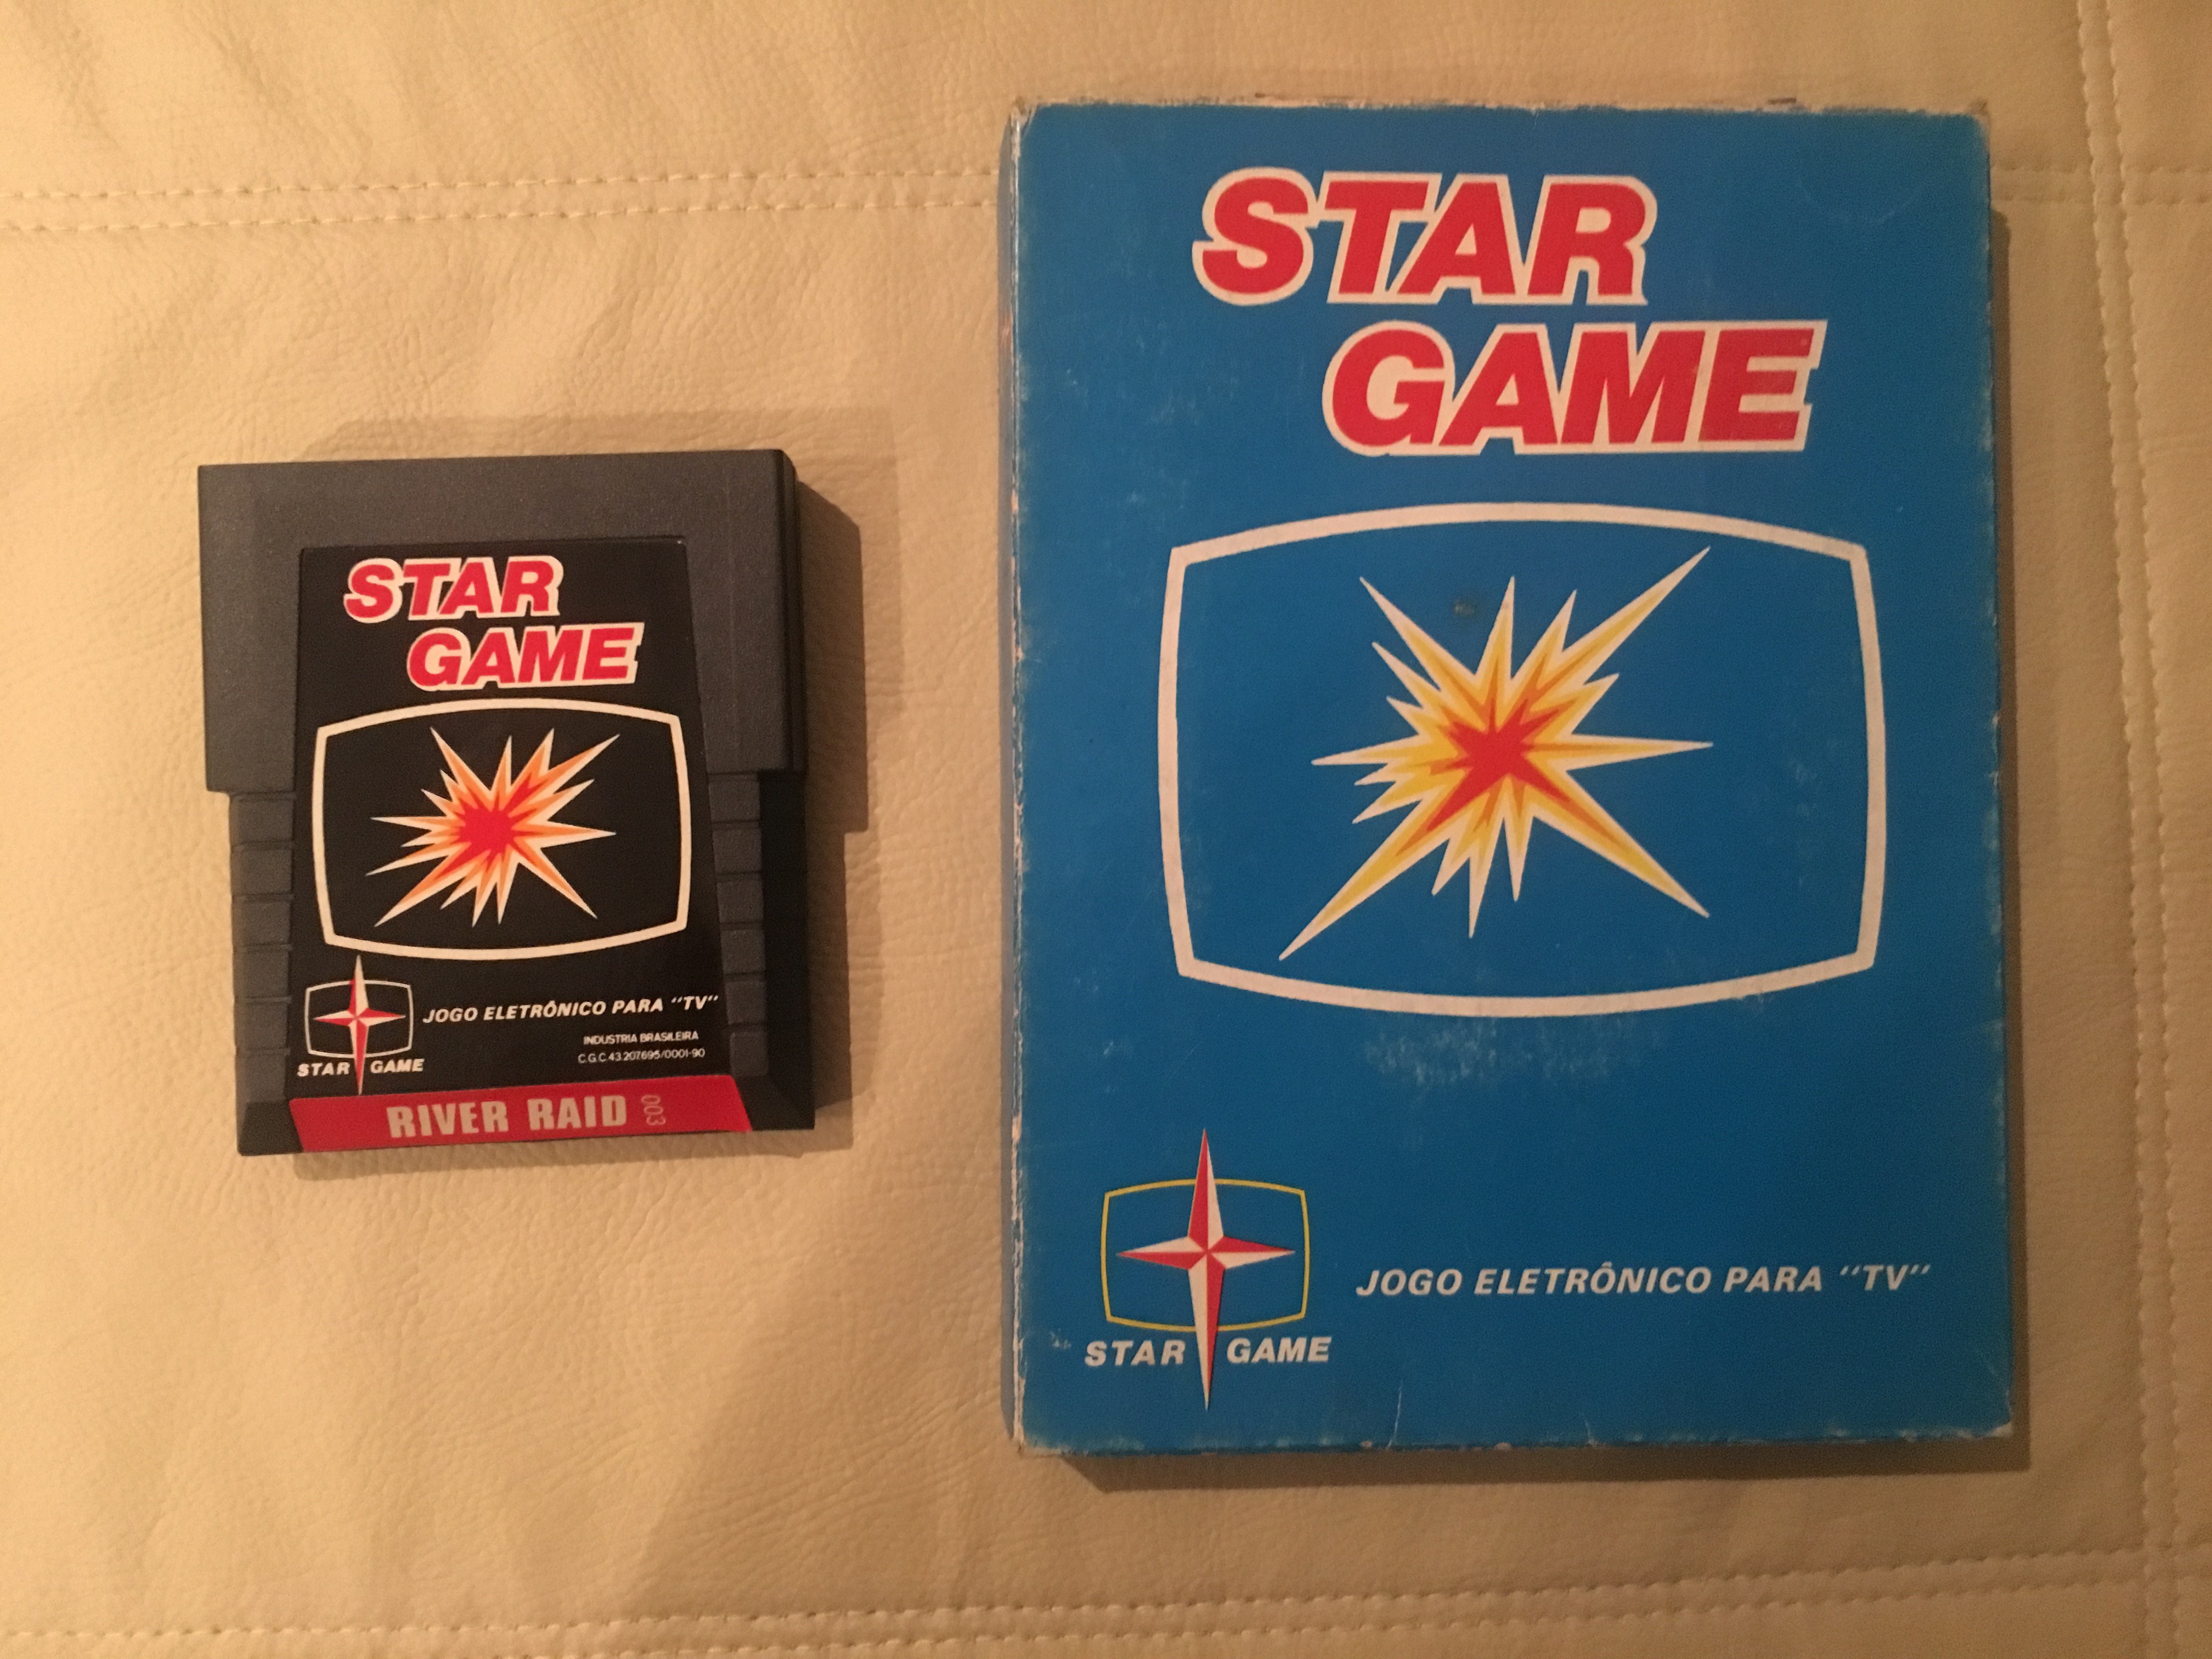 STAR
GAME
JOGO ELETRÔNICO PARA "TV"
INDUSTRIA BRASILEIRA
C.G.C.43.207.695/0001-90
STAR GAME
RIVER RAID 003
STAR
GAME
JOGO ELETRÔNICO PARA "TV"
STAR GAME